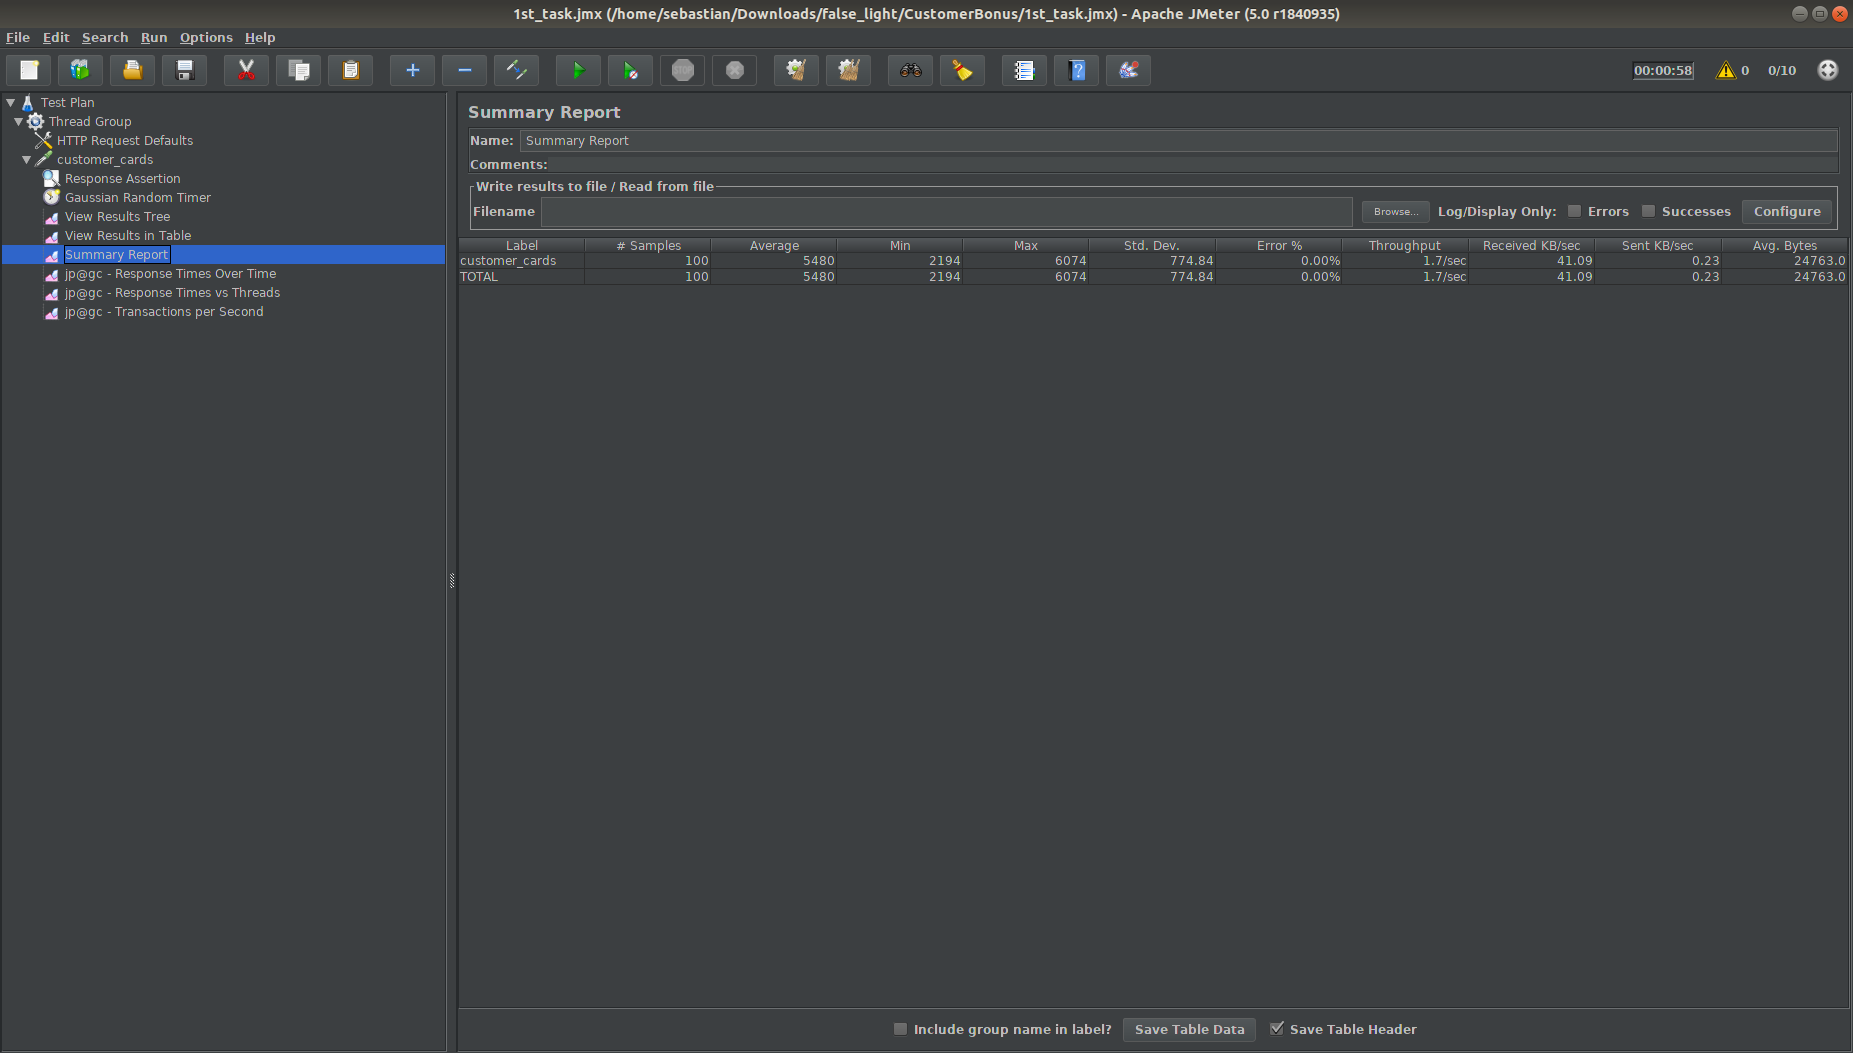 1st_task.jmx (/home/sebastian/Downloads/false_light/CustomerBonus/1st_task.jmx) - Apache JMeter (5.0 r1840935)
File Edit Search Run Options Help
STOP 00:00:58 0 0/10
Test Plan
Thread Group
HTTP Request Defaults
customer_cards
Response Assertion
Gaussian Random Timer
View Results Tree
View Results in Table
Summary Report
jp@gc - Response Times Over Time
jp@gc - Response Times vs Threads
jp@gc - Transactions per Second
Summary Report
Name: Summary Report
Comments:
Write results to file / Read from file
Filename Browse... Log/Display Only: Errors Successes Configure
Label # Samples Average Min Max Std. Dev. Error % Throughput Received KB/sec Sent KB/sec Avg. Bytes
customer_cards 100 5480 2194 6074 774.84 0.00% 1.7/sec 41.09 0.23 24763.0
TOTAL 100 5480 2194 6074 774.84 0.00% 1.7/sec 41.09 0.23 24763.0
Include group name in label? Save Table Data Save Table Header